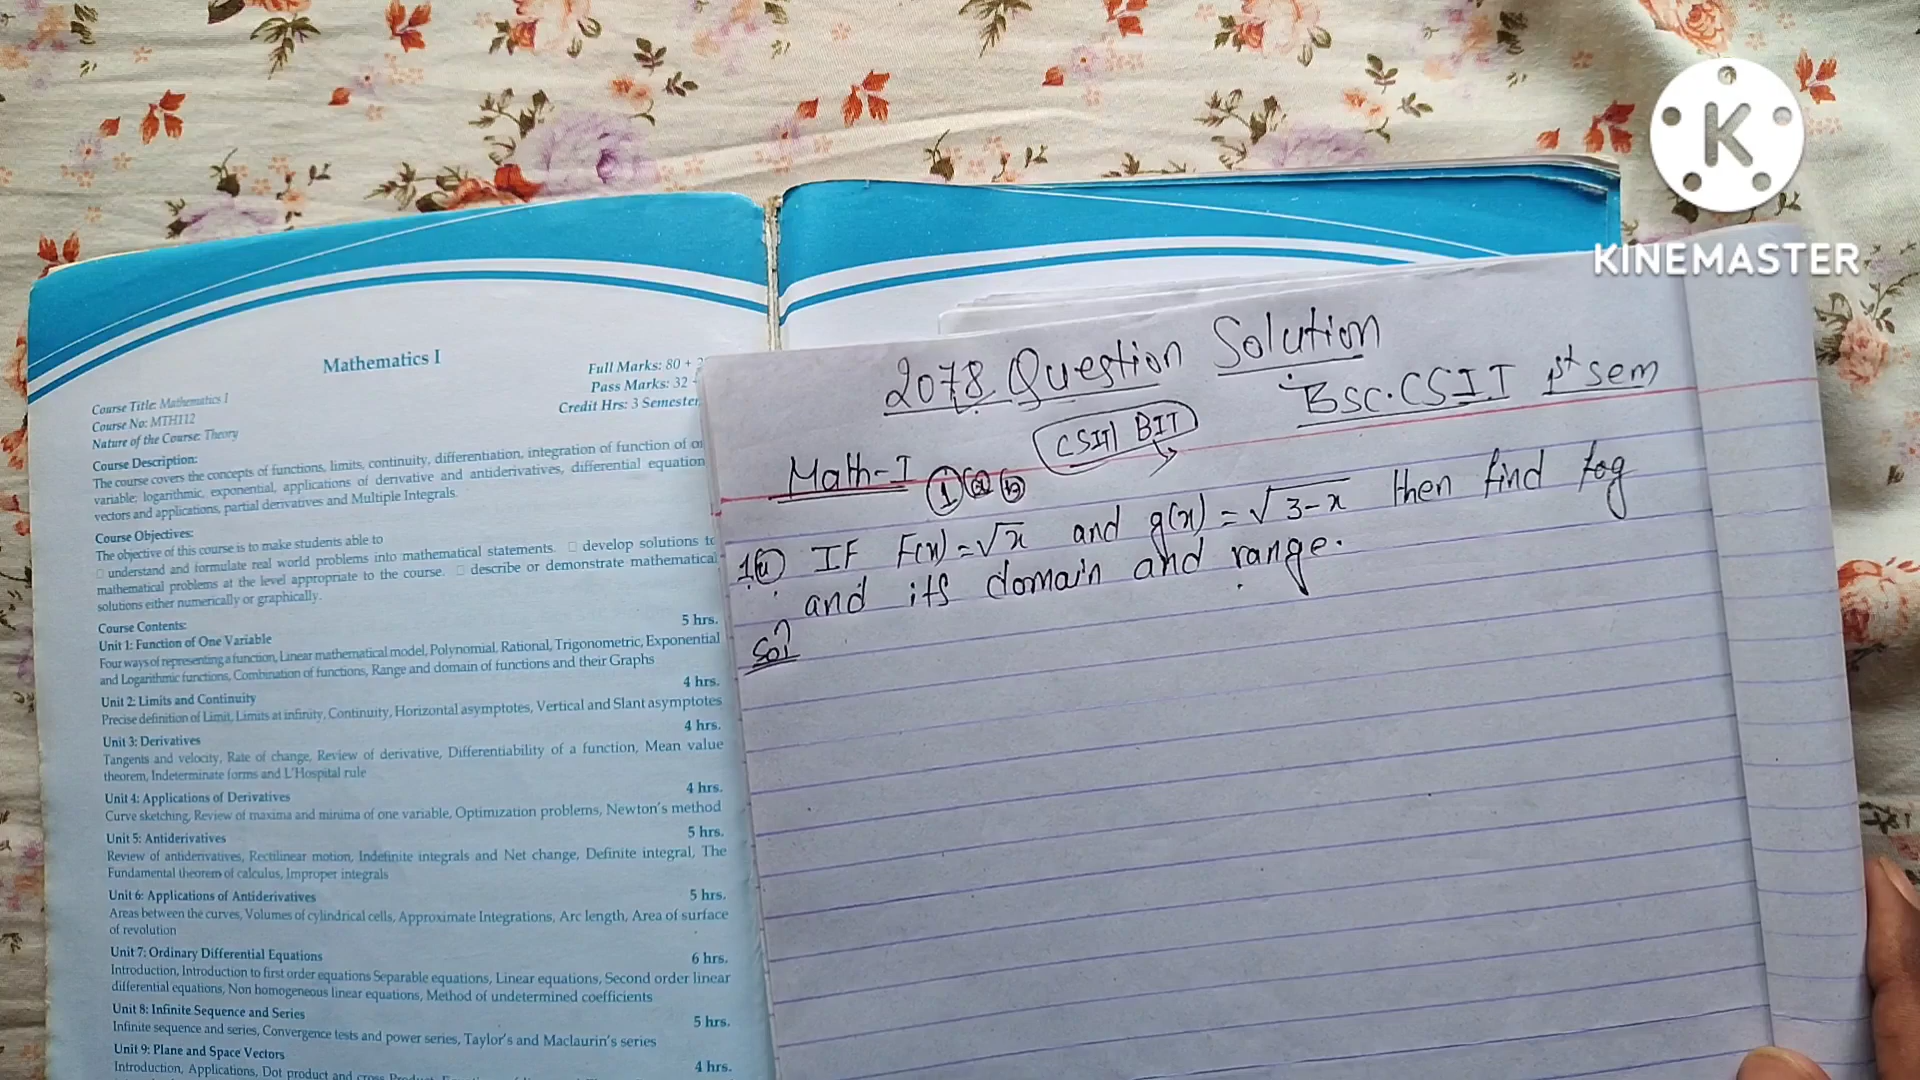 K
KINEMASTER
Mathematics I
Full Marks: 80 +
Pass Marks: 32
Credit Hrs: 3 Semester
Course Title: Mathematics I
Course No: MTH112
Nature of the Course: Theory
Course Description:
The course covers the concepts of functions, limits, continuity, differentiation, integration of function of
variable; logarithmic, exponential, applications of derivative and antiderivatives, differential equation
vectors and applications, partial derivatives and Multiple Integrals.
Course Objectives:
The objective of this course is to make students able to
□ understand and formulate real world problems into mathematical statements. □ develop solutions to
mathematical problems at the level appropriate to the course. □ describe or demonstrate mathematical
solutions either numerically or graphically.
Course Contents:
Unit 1: Function of One Variable 5 hrs.
Four ways of representing a function, Linear mathematical model, Polynomial, Rational, Trigonometric, Exponential
and Logarithmic functions, Combination of functions, Range and domain of functions and their Graphs
Unit 2: Limits and Continuity 4 hrs.
Precise definition of Limit, Limits at infinity, Continuity, Horizontal asymptotes, Vertical and Slant asymptotes
Unit 3: Derivatives 4 hrs.
Tangents and velocity, Rate of change, Review of derivative, Differentiability of a function, Mean value
theorem, Indeterminate forms and L'Hospital rule
Unit 4: Applications of Derivatives 4 hrs.
Curve sketching, Review of maxima and minima of one variable, Optimization problems, Newton's method
Unit 5: Antiderivatives 5 hrs.
Review of antiderivatives, Rectilinear motion, Indefinite integrals and Net change, Definite integral, The
Fundamental theorem of calculus, Improper integrals
Unit 6: Applications of Antiderivatives 5 hrs.
Areas between the curves, Volumes of cylindrical cells, Approximate Integrations, Arc length, Area of surface
of revolution
Unit 7: Ordinary Differential Equations 6 hrs.
Introduction, Introduction to first order equations Separable equations, Linear equations, Second order linear
differential equations, Non homogeneous linear equations, Method of undetermined coefficients
Unit 8: Infinite Sequence and Series 5 hrs.
Infinite sequence and series, Convergence tests and power series, Taylor's and Maclaurin's series
Unit 9: Plane and Space Vectors 4 hrs.
Introduction, Applications, Dot product and cross Product
2078 Question Solution
Bsc.CSIT 1st sem
CSIT| BIT
Math-I ① ⓐ ⓑ
1ⓐ IF F(x)=√x and g(x)=√3-x then find fog
and its domain and range.
Solⁿ